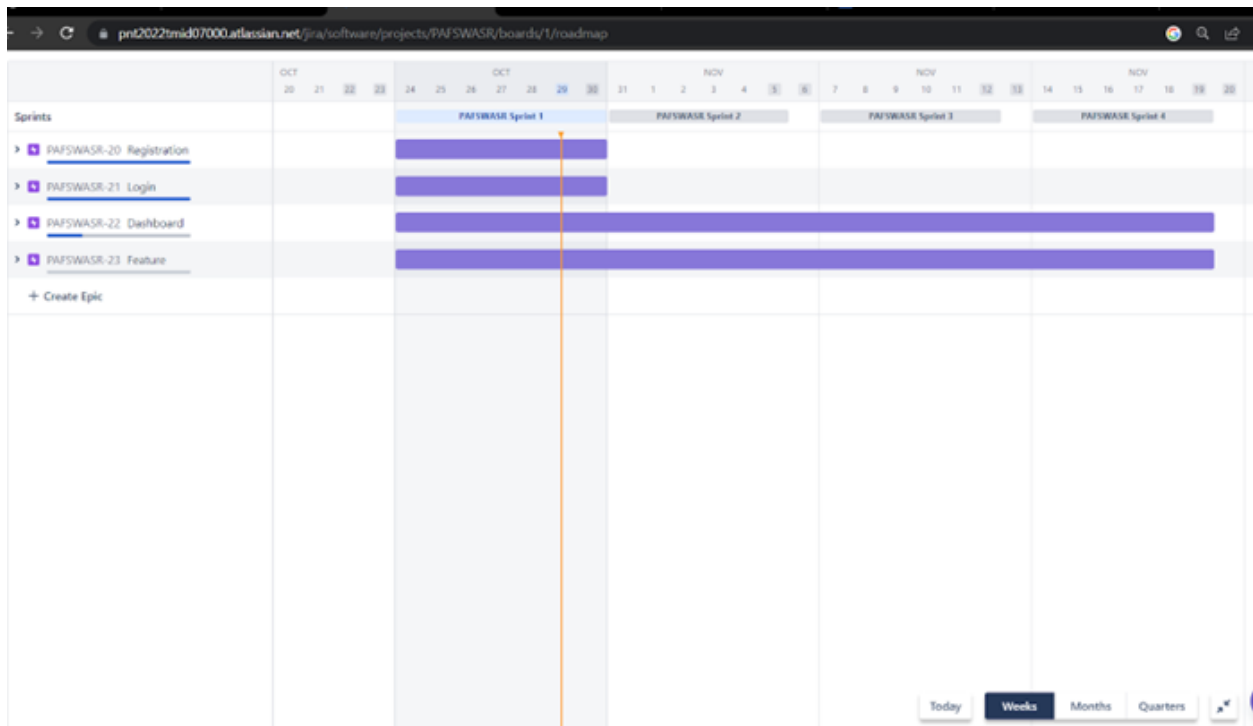 pnt2022tmid07000.atlassian.net/jira/software/projects/PAFSWASR/boards/1/roadmap
OCT OCT NOV NOV NOV
20 21 22 23 24 25 26 27 28 29 30 31 1 2 3 4 5 6 7 8 9 10 11 12 13 14 15 16 17 18 19 20
Sprints PAFSWASR Sprint 1 PAFSWASR Sprint 2 PAFSWASR Sprint 3 PAFSWASR Sprint 4
PAFSWASR-20 Registration
PAFSWASR-21 Login
PAFSWASR-22 Dashboard
PAFSWASR-23 Feature
+ Create Epic
Today Weeks Months Quarters